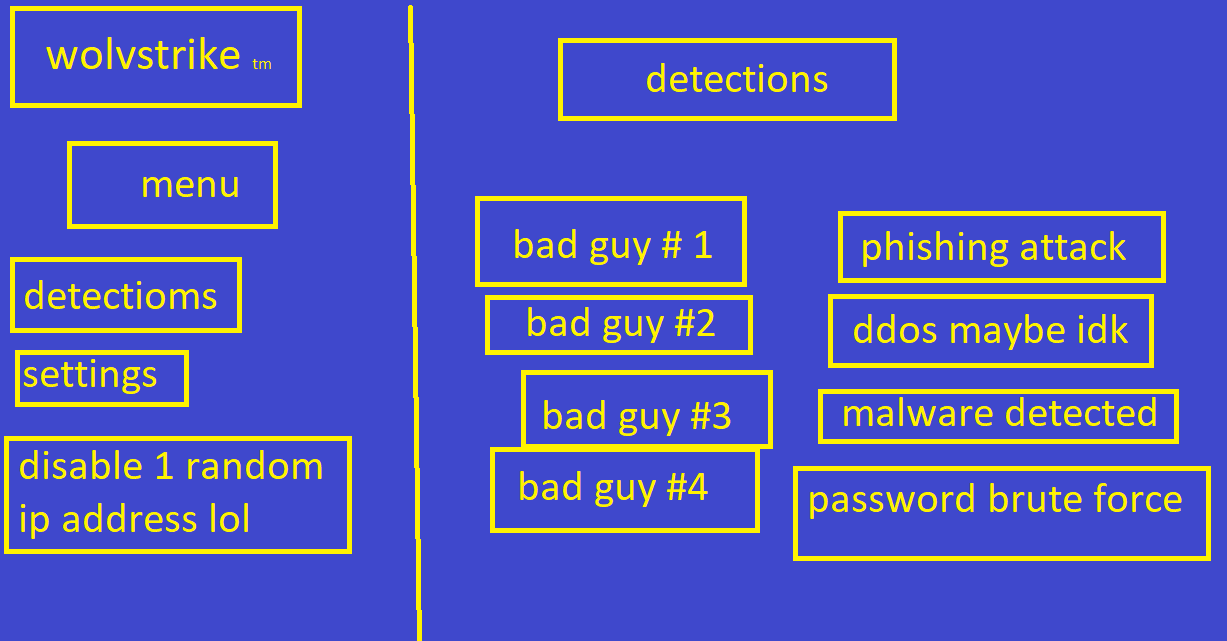 wolvstrike tm
menu
detectioms
settings
disable 1 random
ip address lol
detections
bad guy # 1
phishing attack
bad guy #2
ddos maybe idk
bad guy #3
malware detected
bad guy #4
password brute force